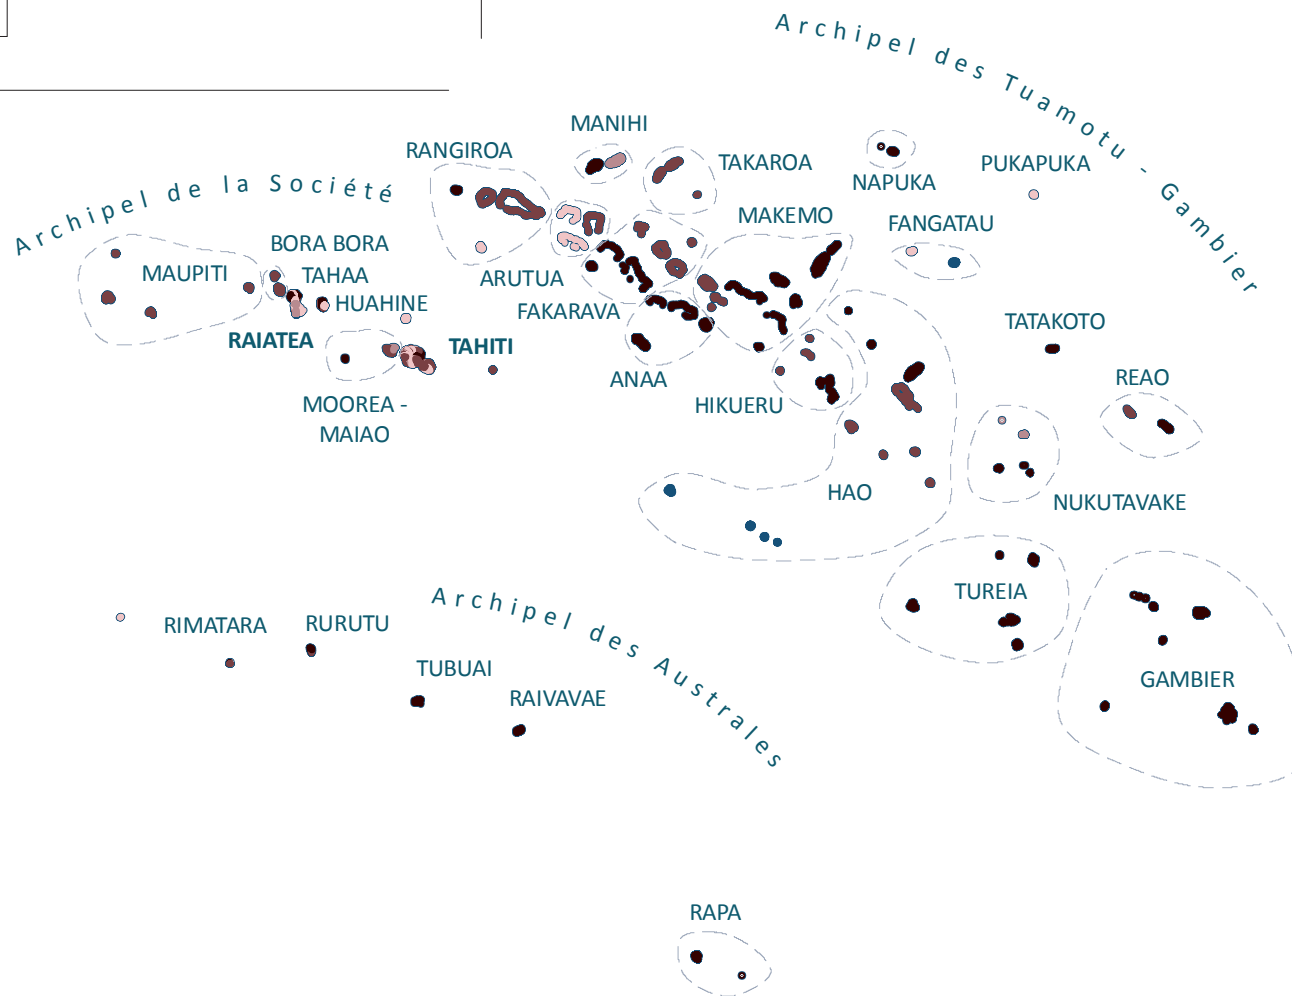 Archipel des Tuamotu - Gambier
MANIHI
RANGIROA
TAKAROA
PUKAPUKA
NAPUKA
Archipel de la Société
MAKEMO
FANGATAU
BORA BORA
MAUPITI
TAHAA
ARUTUA
HUAHINE
FAKARAVA
TATAKOTO
RAIATEA
TAHITI
ANAA
REAO
MOOREA -
MAIAO
HIKUERU
HAO
NUKUTAVAKE
TUREIA
Archipel des Australes
RIMATARA
RURUTU
TUBUAI
GAMBIER
RAIVAVAE
RAPA